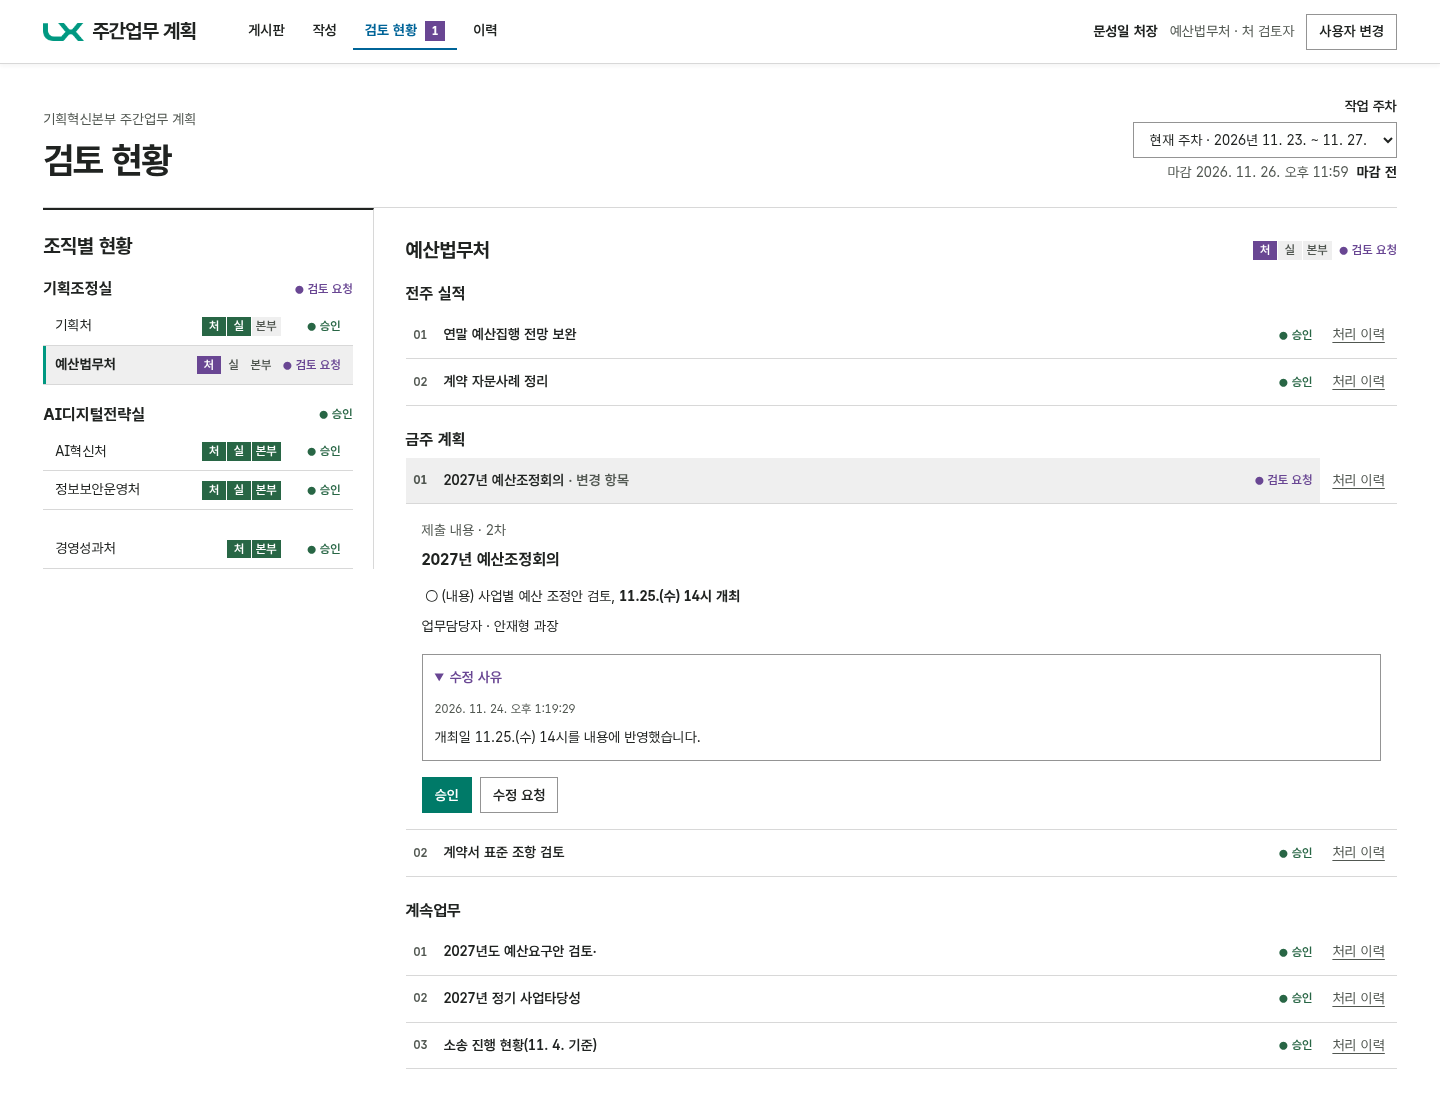 UX 주간업무 계획
게시판 작성 검토 현황 1 이력
문성일 처장 예산법무처 · 처 검토자 사용자 변경
기획혁신본부 주간업무 계획
검토 현황
작업 주차
현재 주차 · 2026년 11. 23. ~ 11. 27.
마감 2026. 11. 26. 오후 11:59 마감 전
조직별 현황
기획조정실 ● 검토 요청
기획처 처 실 본부 ● 승인
예산법무처 처 실 본부 ● 검토 요청
AI디지털전략실 ● 승인
AI혁신처 처 실 본부 ● 승인
정보보안운영처 처 실 본부 ● 승인
경영성과처 처 본부 ● 승인
예산법무처 처 실 본부 ● 검토 요청
전주 실적
01 연말 예산집행 전망 보완 ● 승인 처리 이력
02 계약 자문사례 정리 ● 승인 처리 이력
금주 계획
01 2027년 예산조정회의 · 변경 항목 ● 검토 요청 처리 이력
제출 내용 · 2차
2027년 예산조정회의
○ (내용) 사업별 예산 조정안 검토, 11.25.(수) 14시 개최
업무담당자 · 안재형 과장
▼ 수정 사유
2026. 11. 24. 오후 1:19:29
개최일 11.25.(수) 14시를 내용에 반영했습니다.
승인 수정 요청
02 계약서 표준 조항 검토 ● 승인 처리 이력
계속업무
01 2027년도 예산요구안 검토· ● 승인 처리 이력
02 2027년 정기 사업타당성 ● 승인 처리 이력
03 소송 진행 현황(11. 4. 기준) ● 승인 처리 이력